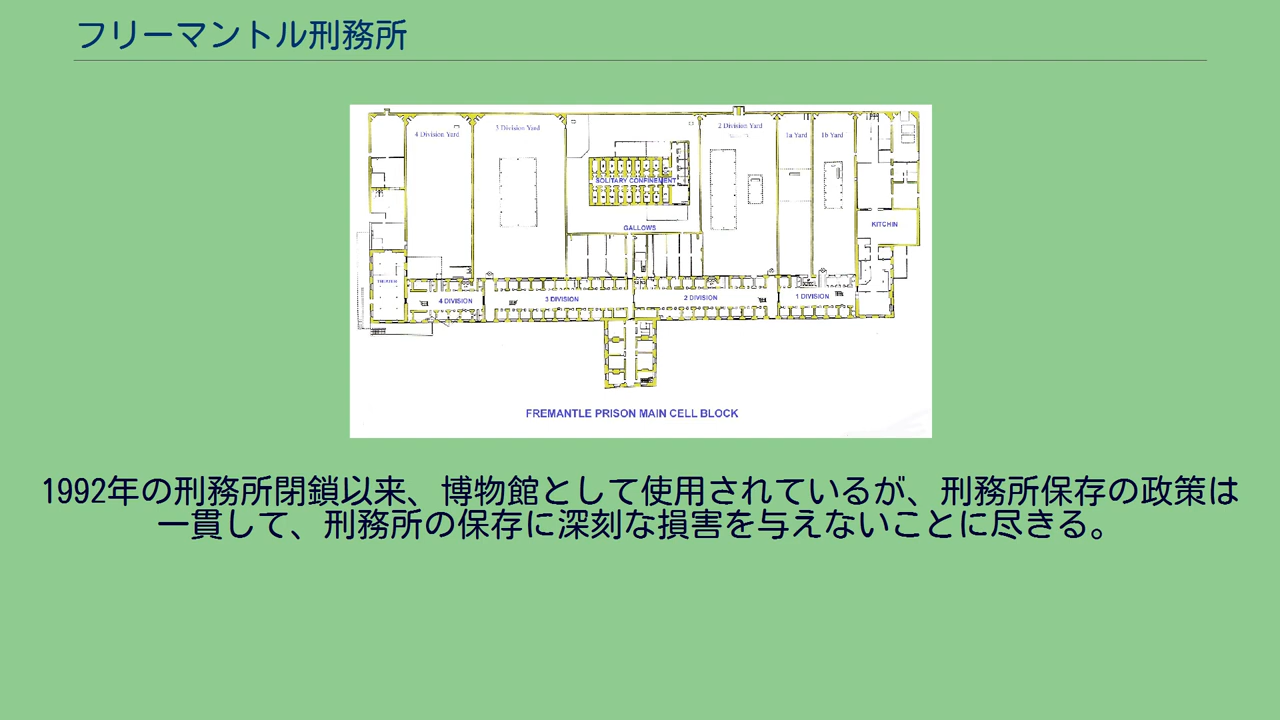 フリーマントル刑務所
4 Division Yard
3 Division Yard
2 Division Yard
1a Yard
1b Yard
SOLITARY CONFINEMENT
GALLOWS
KITCHIN
THEATER
4 DIVISION
3 DIVISION
2 DIVISION
1 DIVISION
FREMANTLE PRISON MAIN CELL BLOCK
1992年の刑務所閉鎖以来、博物館として使用されているが、刑務所保存の政策は
一貫して、刑務所の保存に深刻な損害を与えないことに尽きる。